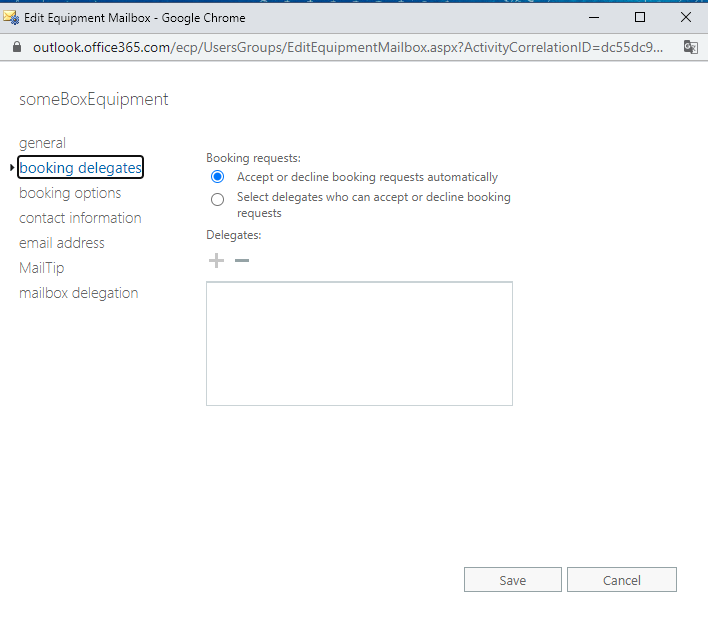 Edit Equipment Mailbox - Google Chrome
outlook.office365.com/ecp/UsersGroups/EditEquipmentMailbox.aspx?ActivityCorrelationID=dc55dc9...
someBoxEquipment
general
booking delegates
booking options
contact information
email address
MailTip
mailbox delegation
Booking requests:
Accept or decline booking requests automatically
Select delegates who can accept or decline booking
requests
Delegates:
Save
Cancel